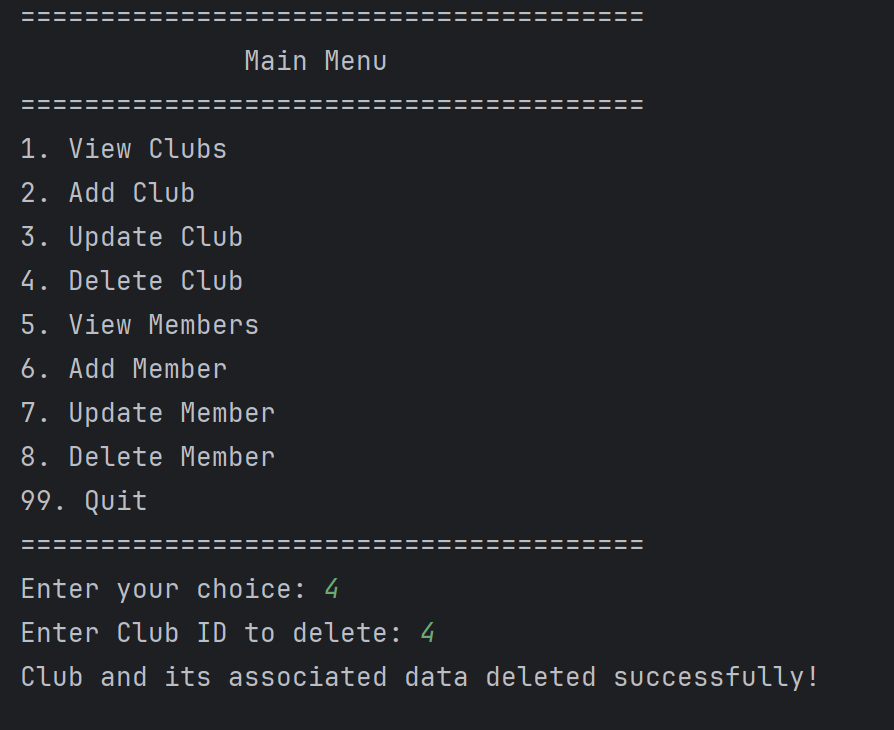 =======================================
Main Menu
=======================================
1. View Clubs
2. Add Club
3. Update Club
4. Delete Club
5. View Members
6. Add Member
7. Update Member
8. Delete Member
99. Quit
=======================================
Enter your choice: 4
Enter Club ID to delete: 4
Club and its associated data deleted successfully!